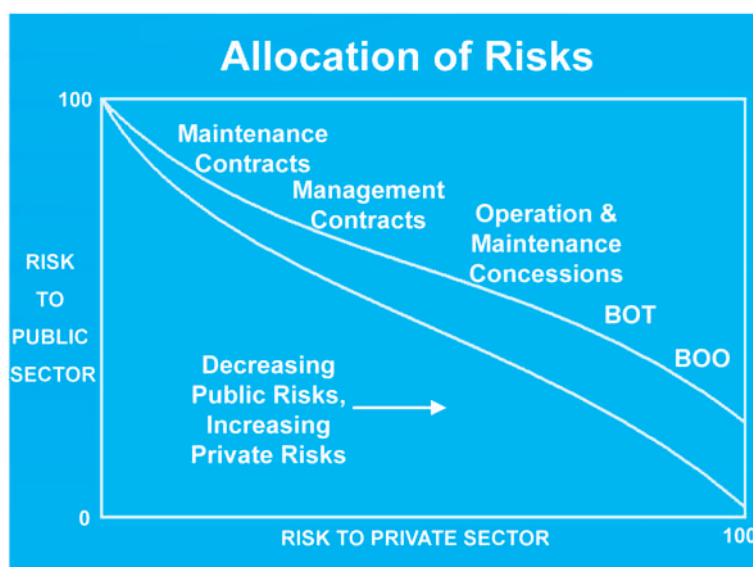 Allocation of Risks
100
Maintenance
Contracts
Management
Contracts
Operation &
Maintenance
Concessions
BOT
BOO
RISK
TO
PUBLIC
SECTOR
Decreasing
Public Risks,
Increasing
Private Risks
0
RISK TO PRIVATE SECTOR
100